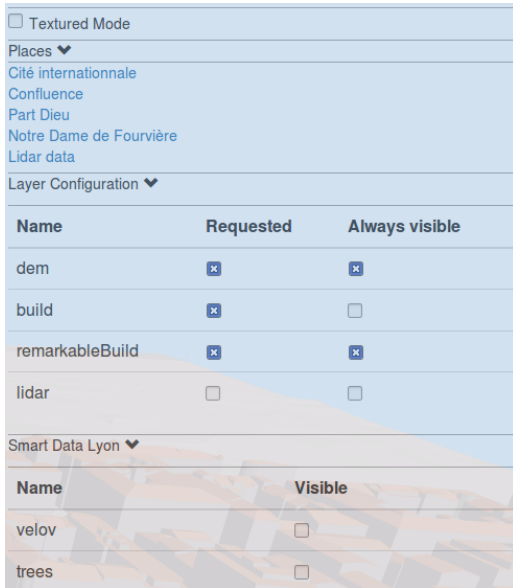 Textured Mode
Places
Cité internationnale
Confluence
Part Dieu
Notre Dame de Fourvière
Lidar data
Layer Configuration
Name Requested Always visible
dem
build
remarkableBuild
lidar
Smart Data Lyon
Name Visible
velov
trees